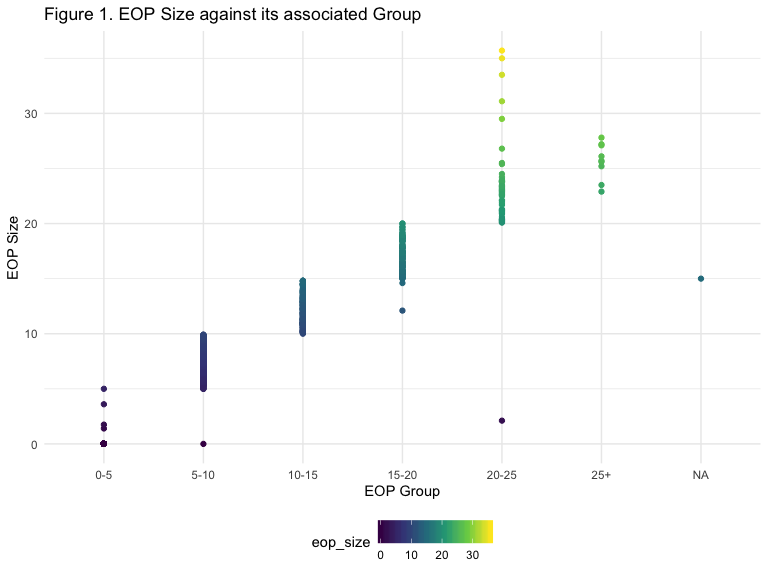 Figure 1. EOP Size against its associated Group
EOP Size
30
20
10
0
0-5 5-10 10-15 15-20 20-25 25+ NA
EOP Group
eop_size
0 10 20 30